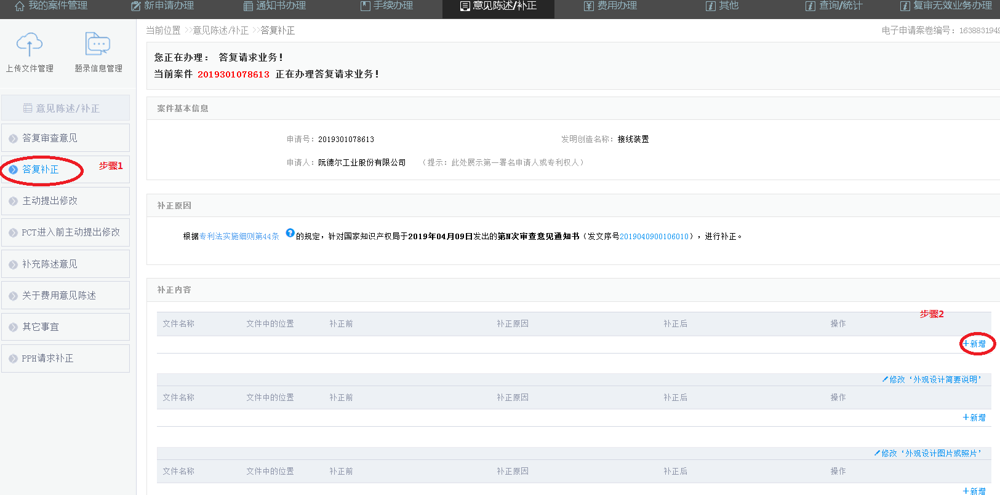 我的案件管理 新申请办理 通知书办理 手续办理 意见陈述/补正 费用办理 其他 查询/统计 复审无效业务办理
当前位置 >>意见陈述/补正 >>答复补正 电子申请案卷编号：163883194
上传文件管理 题录信息管理
您正在办理： 答复请求业务！
当前案件 2019301078613 正在办理答复请求业务！
意见陈述/补正
答复审查意见
答复补正 步骤1
主动提出修改
PCT进入前主动提出修改
补充陈述意见
关于费用意见陈述
其它事宜
PPH请求补正
案件基本信息
申请号：2019301078613 发明创造名称：接线装置
申请人：阮德尔工业股份有限公司 （提示：此处展示第一署名申请人或专利权人）
补正原因
根据专利法实施细则第44条 ?的规定，针对国家知识产权局于2019年04月09日发出的第N次审查意见通知书（发文序号2019040900106010），进行补正。
补正内容
步骤2
文件名称 文件中的位置 补正前 补正原因 补正后 操作
+新增
修改‘外观设计简要说明’
文件名称 文件中的位置 补正前 补正原因 补正后 操作
+新增
修改‘外观设计图片或照片’
文件名称 文件中的位置 补正前 补正原因 补正后 操作
+新增